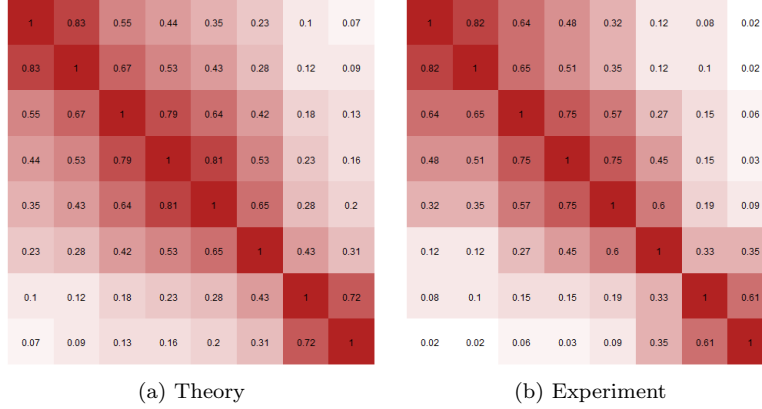 1 0.83 0.55 0.44 0.35 0.23 0.1 0.07
0.83 1 0.67 0.53 0.43 0.28 0.12 0.09
0.55 0.67 1 0.79 0.64 0.42 0.18 0.13
0.44 0.53 0.79 1 0.81 0.53 0.23 0.16
0.35 0.43 0.64 0.81 1 0.65 0.28 0.2
0.23 0.28 0.42 0.53 0.65 1 0.43 0.31
0.1 0.12 0.18 0.23 0.28 0.43 1 0.72
0.07 0.09 0.13 0.16 0.2 0.31 0.72 1
(a) Theory
1 0.82 0.64 0.48 0.32 0.12 0.08 0.02
0.82 1 0.65 0.51 0.35 0.12 0.1 0.02
0.64 0.65 1 0.75 0.57 0.27 0.15 0.06
0.48 0.51 0.75 1 0.75 0.45 0.15 0.03
0.32 0.35 0.57 0.75 1 0.6 0.19 0.09
0.12 0.12 0.27 0.45 0.6 1 0.33 0.35
0.08 0.1 0.15 0.15 0.19 0.33 1 0.61
0.02 0.02 0.06 0.03 0.09 0.35 0.61 1
(b) Experiment